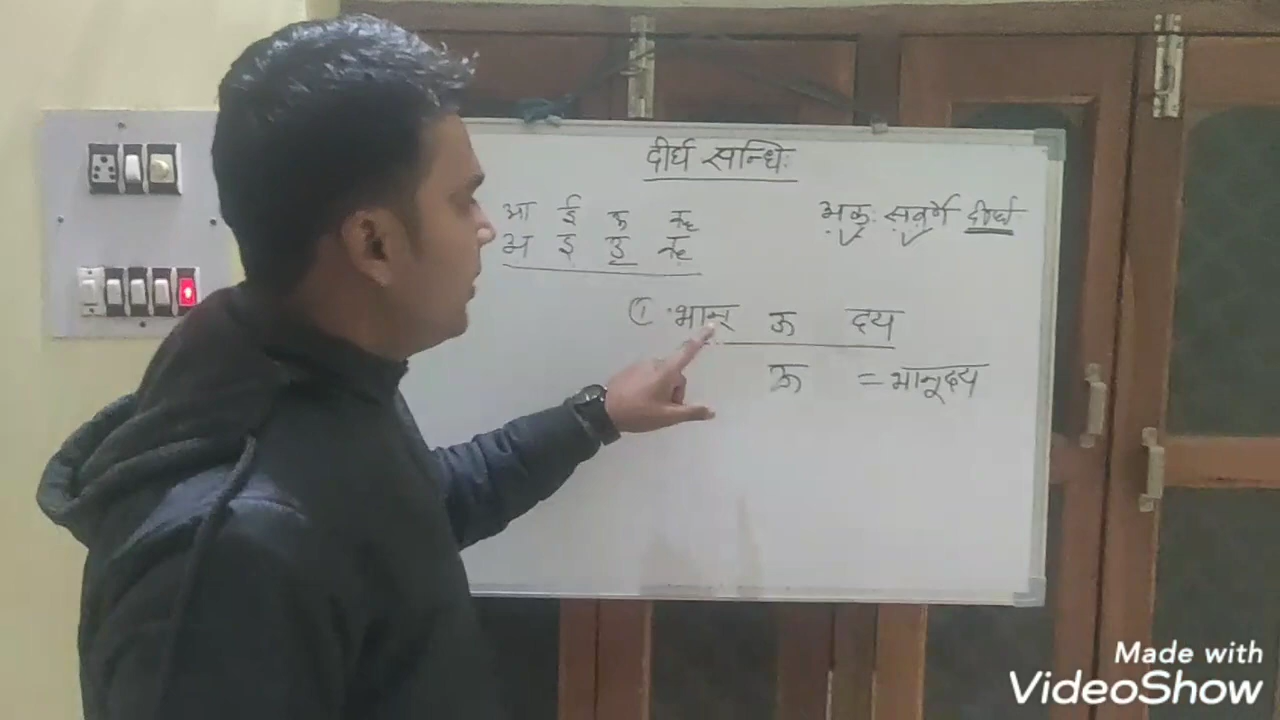 दीर्घ सन्धिः
आ ई ऊ ॠ
अ इ उ ऋ
अकः सवर्णे दीर्घः
① भान् ऊ दय
ऊ = भानूदय
Made with
VideoShow